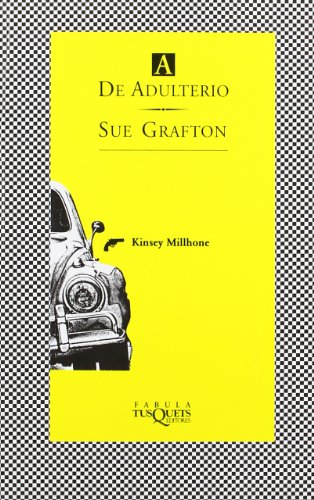 A
DE ADULTERIO
SUE GRAFTON
Kinsey Millhone
FABULA
TUSQUETS
EDITORES